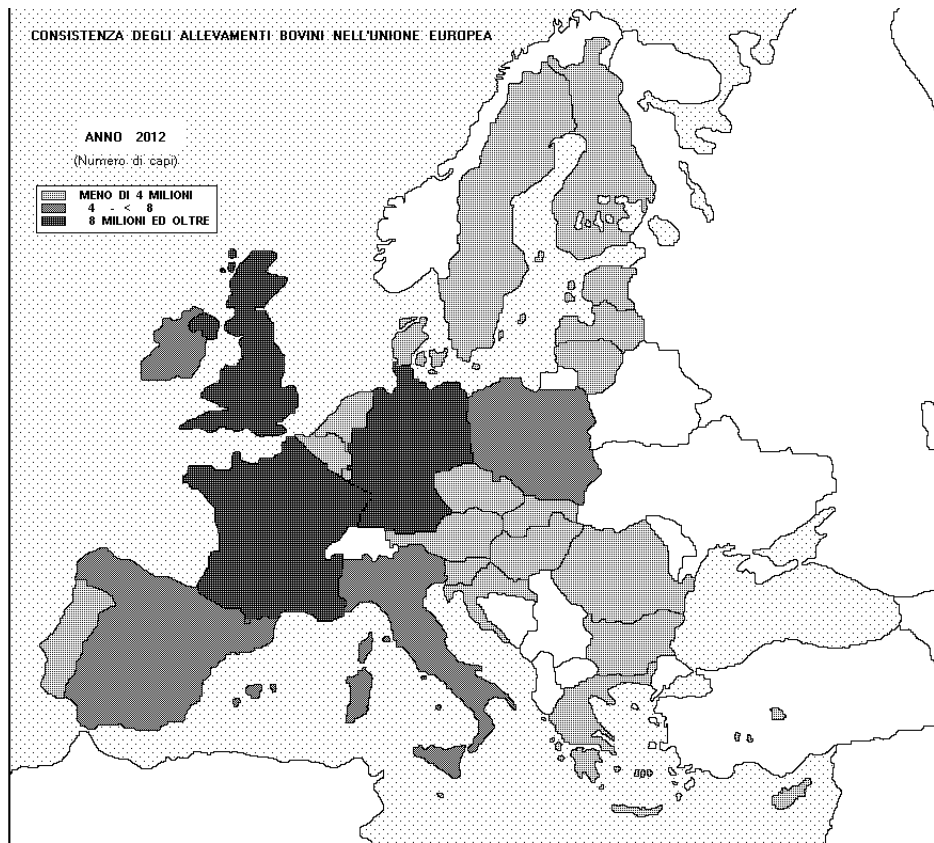 CONSISTENZA DEGLI ALLEVAMENTI BOVINI NELL'UNIONE EUROPEA
ANNO 2012
(Numero di capi)
MENO DI 4 MILIONI
4 - < 8
8 MILIONI ED OLTRE